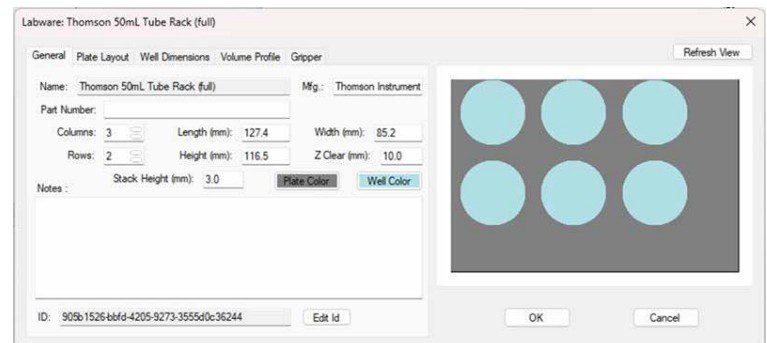 Labware: Thomson 50mL Tube Rack (full)
General Plate Layout Well Dimensions Volume Profile Gripper
Refresh View
Name: Thomson 50mL Tube Rack (full) Mfg.: Thomson Instrument
Part Number:
Columns: 3 Length (mm): 127.4 Width (mm): 85.2
Rows: 2 Height (mm): 116.5 Z Clear (mm): 10.0
Stack Height (mm): 3.0 Plate Color Well Color
Notes :
ID: 905b1526-bbfd-4205-9273-3555d0c36244 Edit Id
OK Cancel